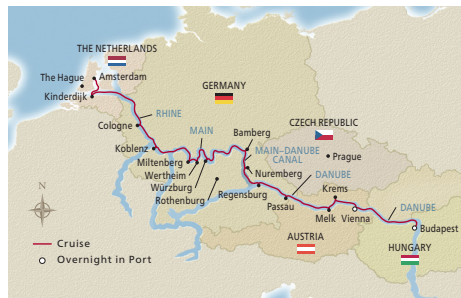 THE NETHERLANDS
The Hague
Amsterdam
Kinderdijk
GERMANY
RHINE
Cologne
MAIN
Bamberg
CZECH REPUBLIC
Koblenz
MAIN–DANUBE
CANAL
Prague
Miltenberg
Wertheim
Nuremberg
Würzburg
DANUBE
Rothenburg
Regensburg
Krems
Passau
Melk
Vienna
DANUBE
Budapest
AUSTRIA
HUNGARY
N
Cruise
Overnight in Port